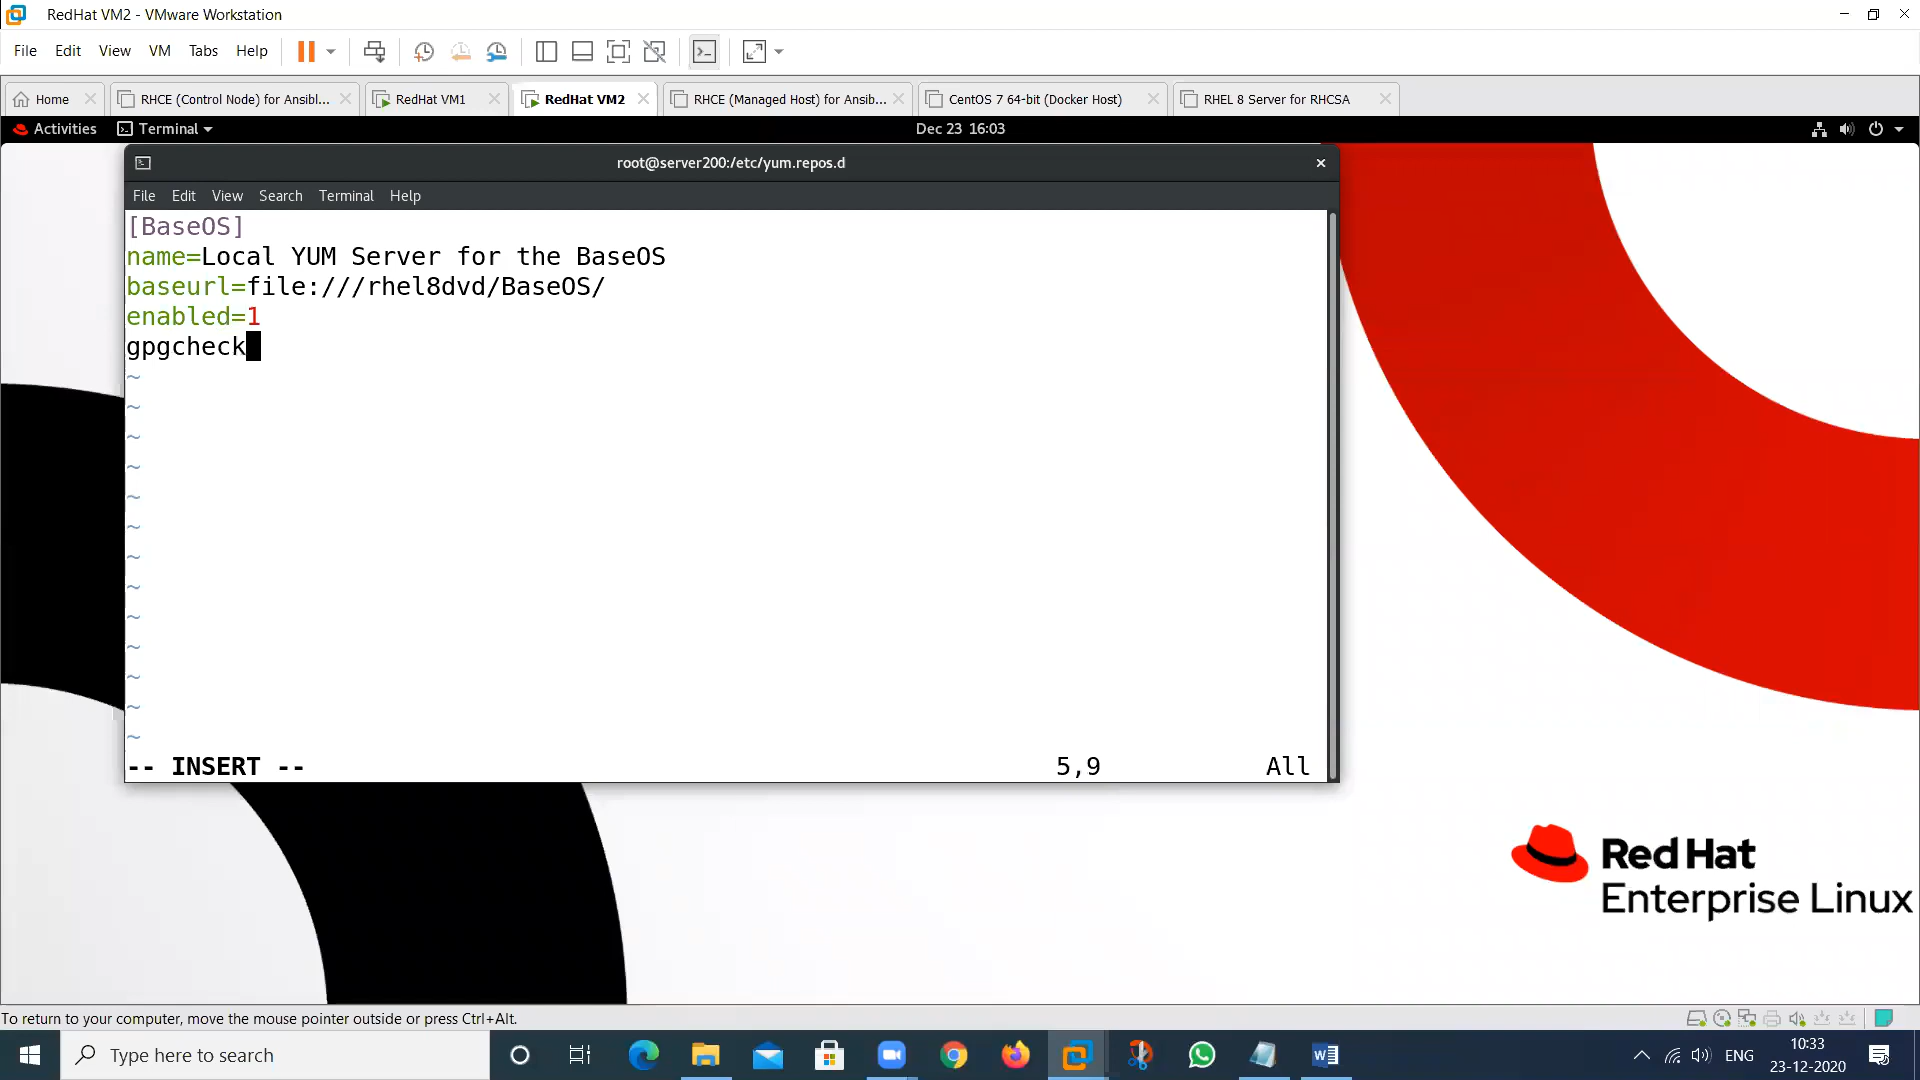 RedHat VM2 - VMware Workstation
File Edit View VM Tabs Help
Home RHCE (Control Node) for Ansibl... RedHat VM1 RedHat VM2 RHCE (Managed Host) for Ansib... CentOS 7 64-bit (Docker Host) RHEL 8 Server for RHCSA
Activities Terminal Dec 23 16:03
root@server200:/etc/yum.repos.d
File Edit View Search Terminal Help
[BaseOS]
name=Local YUM Server for the BaseOS
baseurl=file:///rhel8dvd/BaseOS/
enabled=1
gpgcheck
~
~
~
~
~
~
~
~
~
~
~
~
~
-- INSERT -- 5,9 All
Red Hat
Enterprise Linux
To return to your computer, move the mouse pointer outside or press Ctrl+Alt.
Type here to search
ENG
10:33
23-12-2020